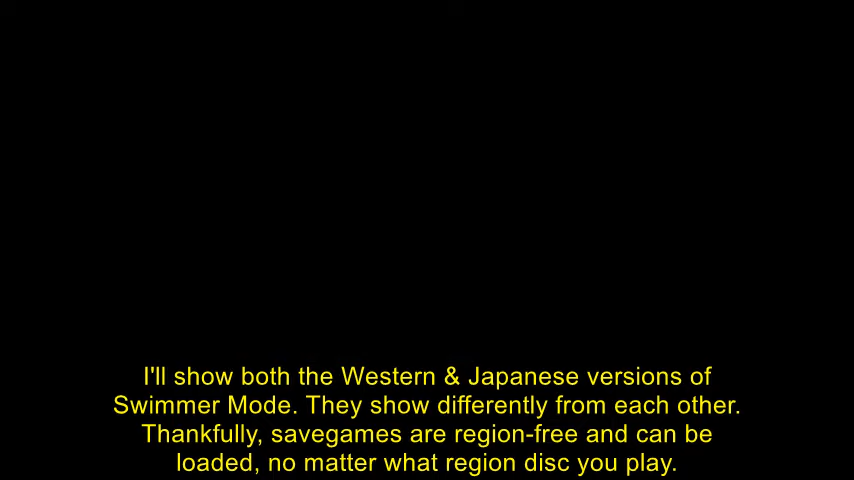 I'll show both the Western & Japanese versions of
Swimmer Mode. They show differently from each other.
Thankfully, savegames are region-free and can be
loaded, no matter what region disc you play.